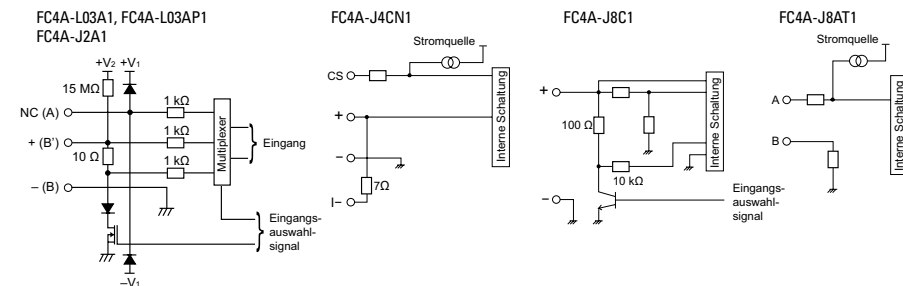 FC4A-L03A1, FC4A-L03AP1
FC4A-J2A1
+V2 +V1
15 MΩ
NC (A)
1 kΩ
+ (B')
1 kΩ
10 Ω
1 kΩ
– (B)
Multiplexer
Eingang
Eingangs-
auswahl-
signal
–V1
FC4A-J4CN1
Stromquelle
CS
+
–
7Ω
I–
Interne Schaltung
FC4A-J8C1
+
100 Ω
10 kΩ
–
Interne Schaltung
Eingangs-
auswahl-
signal
FC4A-J8AT1
Stromquelle
A
B
Interne Schaltung